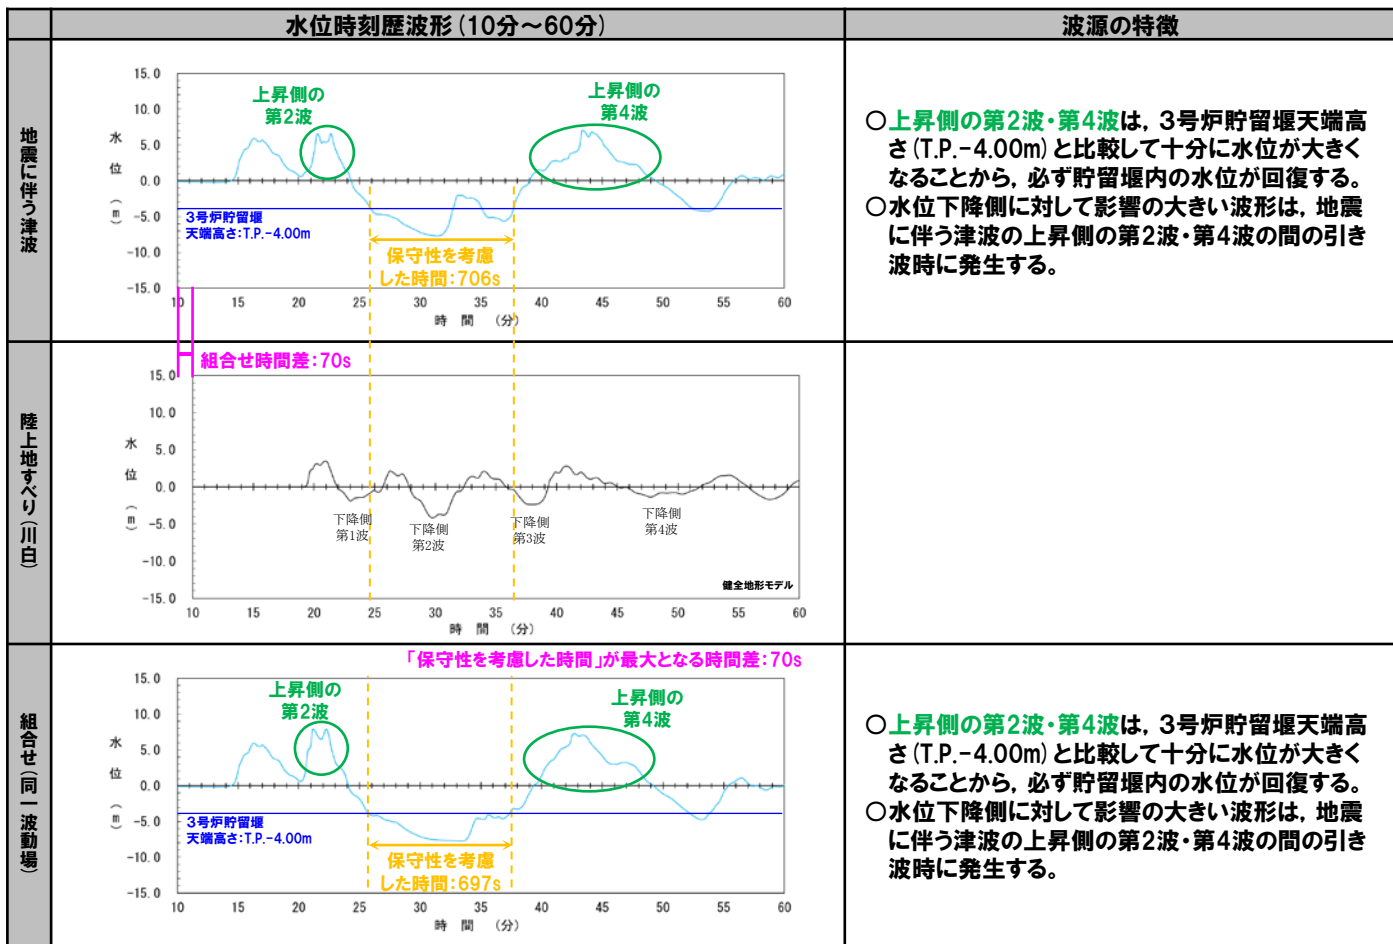 水位時刻歴波形(10分～60分)
波源の特徴
地震に伴う津波
15.0
10.0
5.0
0.0
-5.0
-10.0
-15.0
水位(m)
上昇側の
第2波
上昇側の
第4波
3号炉貯留堰
天端高さ:T.P.-4.00m
保守性を考慮
した時間:706s
10 15 20 25 30 35 40 45 50 55 60
時 間 (分)
○上昇側の第2波・第4波は, 3号炉貯留堰天端高
さ(T.P.-4.00m)と比較して十分に水位が大きく
なることから, 必ず貯留堰内の水位が回復する。
○水位下降側に対して影響の大きい波形は, 地震
に伴う津波の上昇側の第2波・第4波の間の引き
波時に発生する。
組合せ時間差:70s
陸上地すべり(川白)
15.0
10.0
5.0
0.0
-5.0
-10.0
-15.0
水位(m)
下降側
第1波
下降側
第2波
下降側
第3波
下降側
第4波
健全地形モデル
10 15 20 25 30 35 40 45 50 55 60
時 間 (分)
「保守性を考慮した時間」が最大となる時間差:70s
組合せ(同一波動場)
15.0
10.0
5.0
0.0
-5.0
-10.0
-15.0
水位(m)
上昇側の
第2波
上昇側の
第4波
3号炉貯留堰
天端高さ:T.P.-4.00m
保守性を考慮
した時間:697s
10 15 20 25 30 35 40 45 50 55 60
時 間 (分)
○上昇側の第2波・第4波は, 3号炉貯留堰天端高
さ(T.P.-4.00m)と比較して十分に水位が大きく
なることから, 必ず貯留堰内の水位が回復する。
○水位下降側に対して影響の大きい波形は, 地震
に伴う津波の上昇側の第2波・第4波の間の引き
波時に発生する。